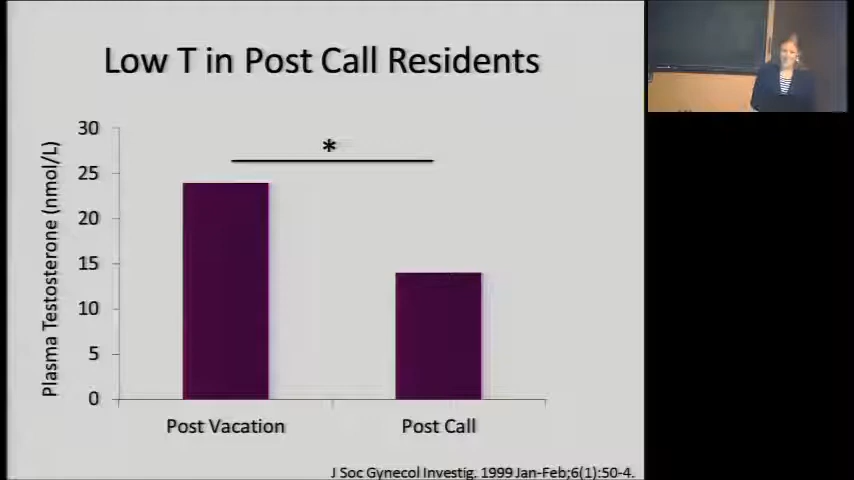 Low T in Post Call Residents
*
30
25
20
15
10
5
0
Plasma Testosterone (nmol/L)
Post Vacation
Post Call
J Soc Gynecol Investig. 1999 Jan-Feb;6(1):50-4.